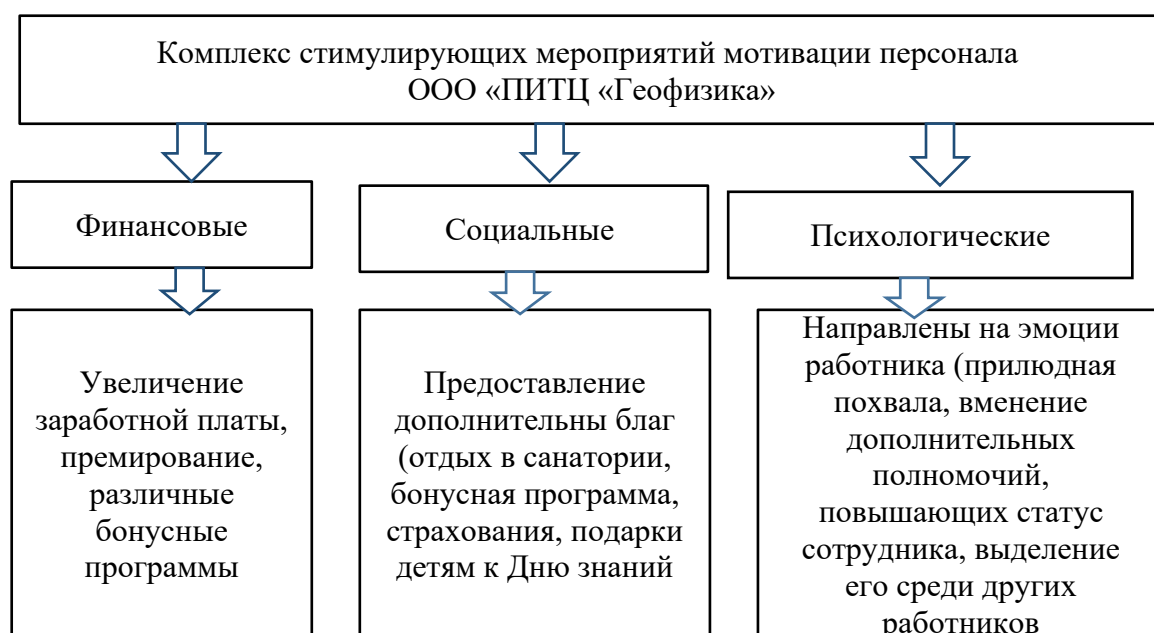 Комплекс стимулирующих мероприятий мотивации персонала
ООО «ПИТЦ «Геофизика»
Финансовые
Социальные
Психологические
Увеличение
заработной платы,
премирование,
различные
бонусные
программы
Предоставление
дополнительны благ
(отдых в санатории,
бонусная программа,
страхования, подарки
детям к Дню знаний
Направлены на эмоции
работника (прилюдная
похвала, вменение
дополнительных
полномочий,
повышающих статус
сотрудника, выделение
его среди других
работников